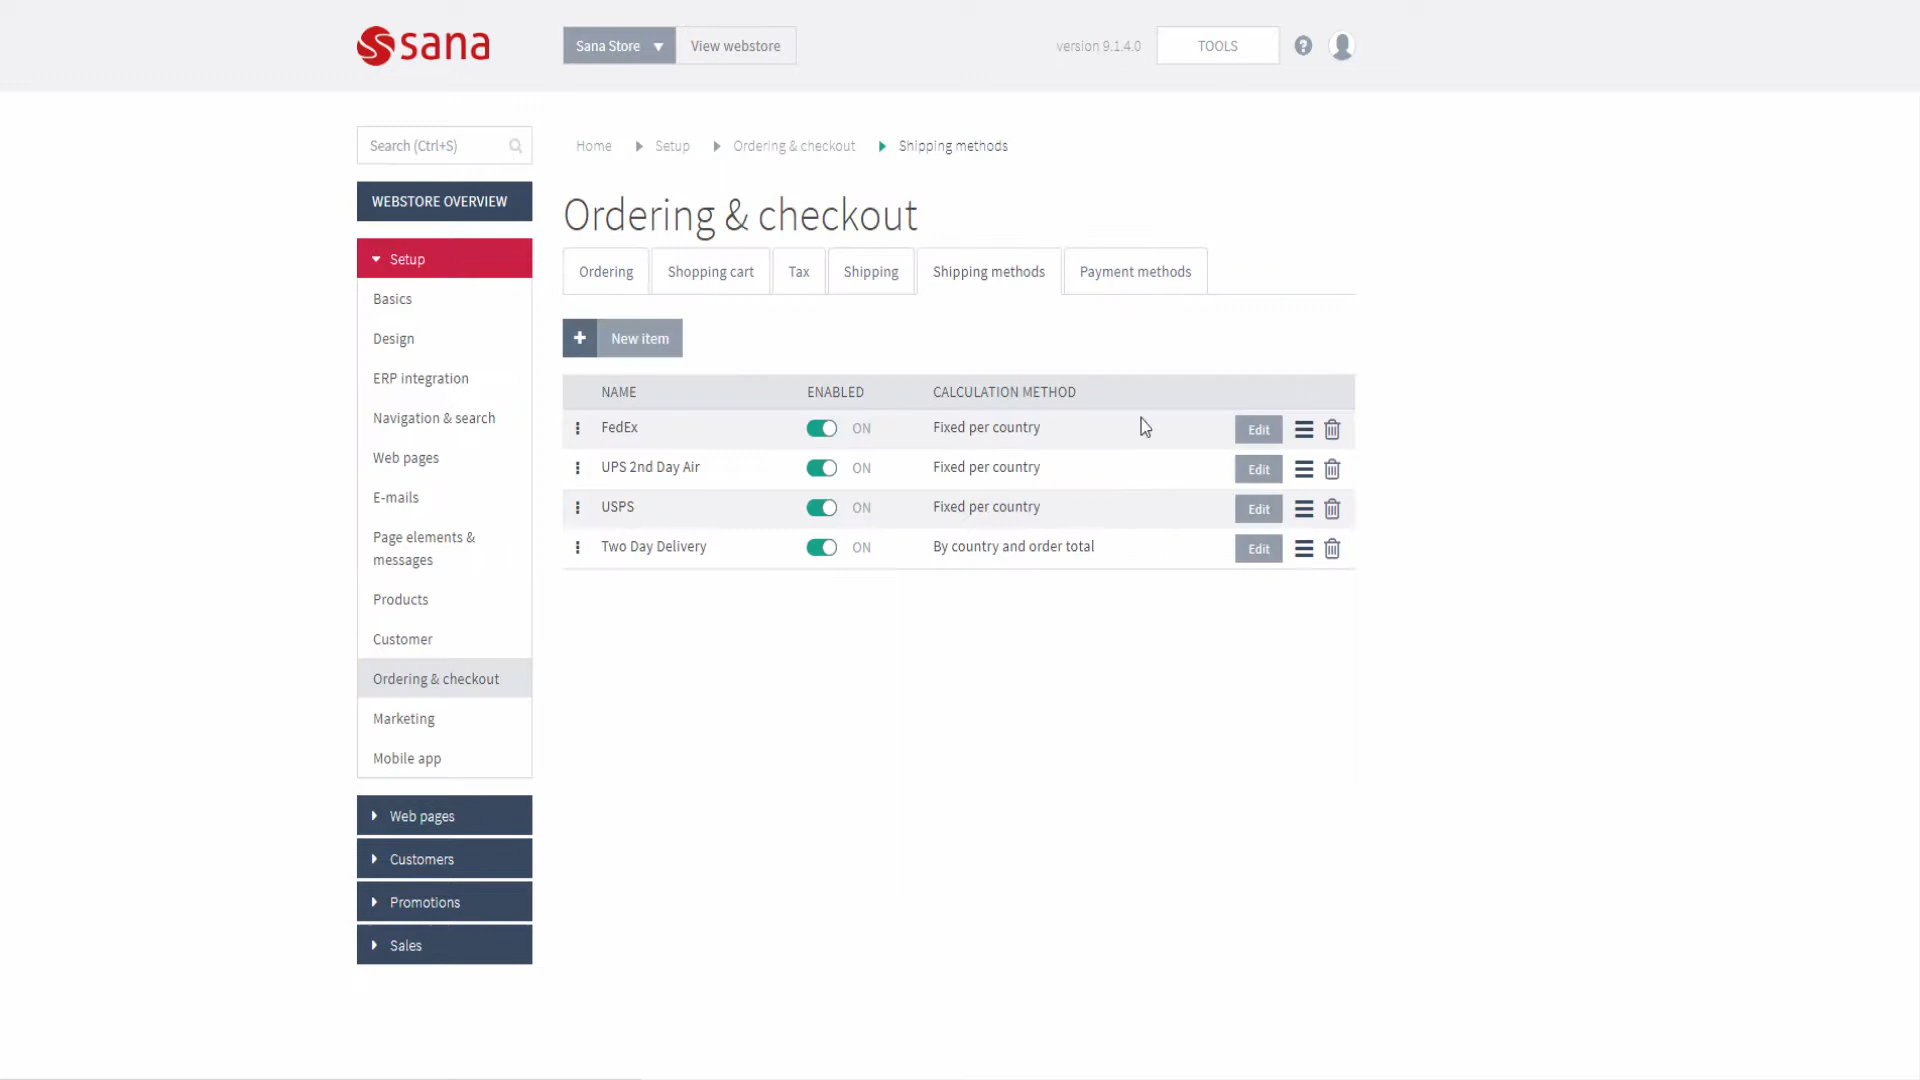 sana
Sana Store
View webstore
version 9.1.4.0
TOOLS
?
Search (Ctrl+S)
WEBSTORE OVERVIEW
Setup
Basics
Design
ERP integration
Navigation & search
Web pages
E-mails
Page elements &
messages
Products
Customer
Ordering & checkout
Marketing
Mobile app
Web pages
Customers
Promotions
Sales
Home
Setup
Ordering & checkout
Shipping methods
Ordering & checkout
Ordering
Shopping cart
Tax
Shipping
Shipping methods
Payment methods
+ New item
NAME ENABLED CALCULATION METHOD
FedEx ON Fixed per country Edit
UPS 2nd Day Air ON Fixed per country Edit
USPS ON Fixed per country Edit
Two Day Delivery ON By country and order total Edit